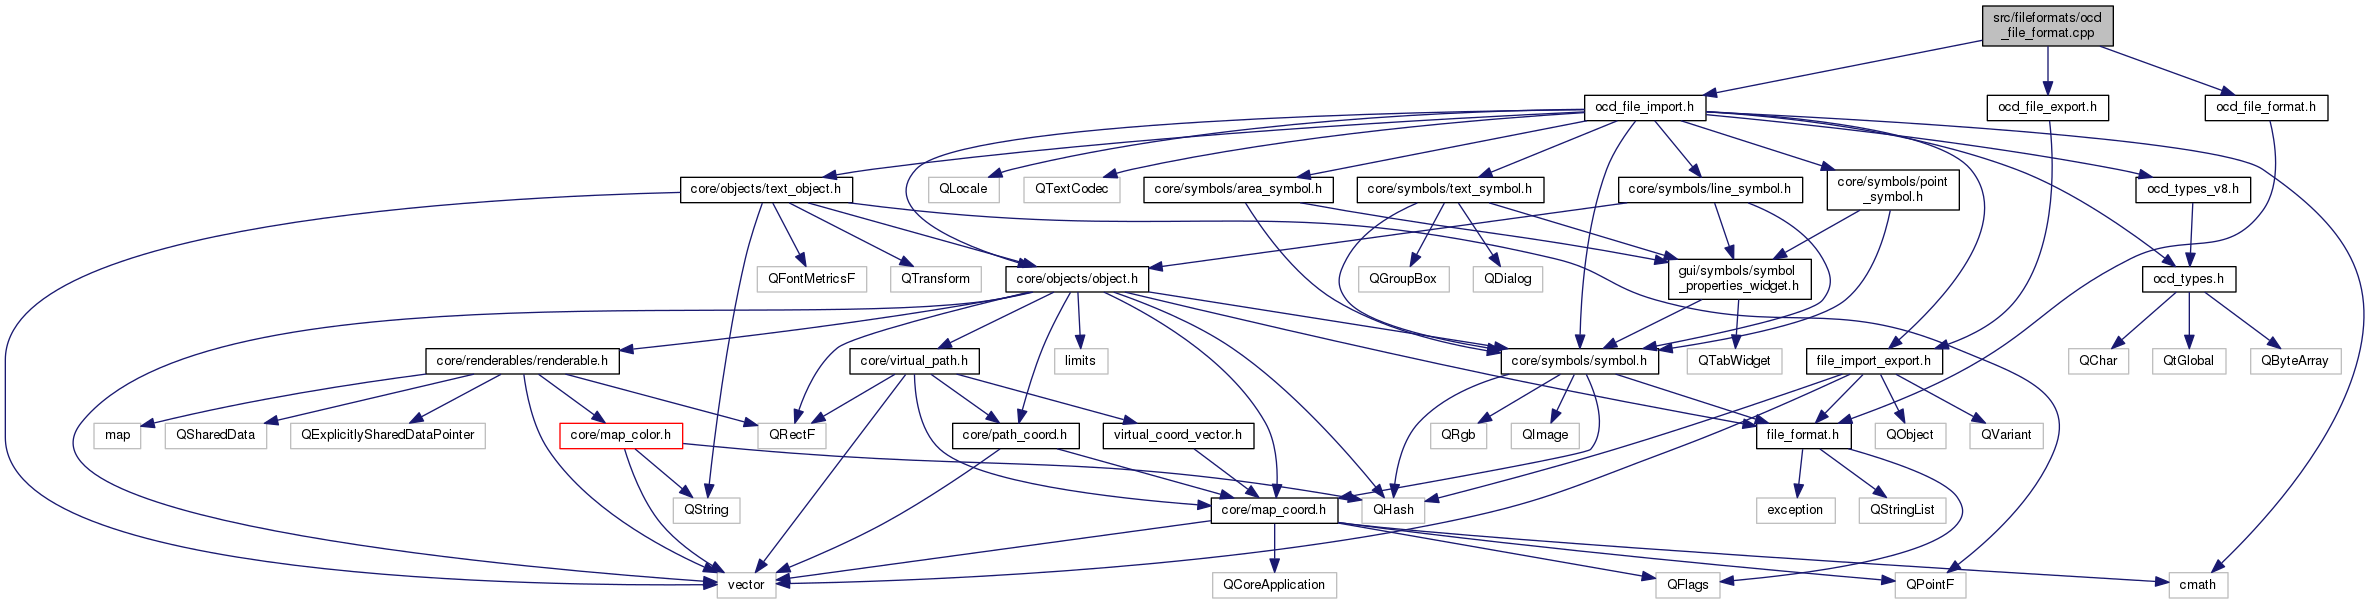 src/fileformats/ocd
_file_format.cpp
ocd_file_import.h
ocd_file_export.h
ocd_file_format.h
core/objects/text_object.h
QLocale
QTextCodec
core/symbols/area_symbol.h
core/symbols/text_symbol.h
core/symbols/line_symbol.h
core/symbols/point
_symbol.h
ocd_types_v8.h
QFontMetricsF
QTransform
core/objects/object.h
QGroupBox
QDialog
gui/symbols/symbol
_properties_widget.h
ocd_types.h
core/renderables/renderable.h
core/virtual_path.h
limits
core/symbols/symbol.h
QTabWidget
file_import_export.h
QChar
QtGlobal
QByteArray
map
QSharedData
QExplicitlySharedDataPointer
core/map_color.h
QRectF
core/path_coord.h
virtual_coord_vector.h
QRgb
QImage
file_format.h
QObject
QVariant
QString
core/map_coord.h
QHash
exception
QStringList
vector
QCoreApplication
QFlags
QPointF
cmath